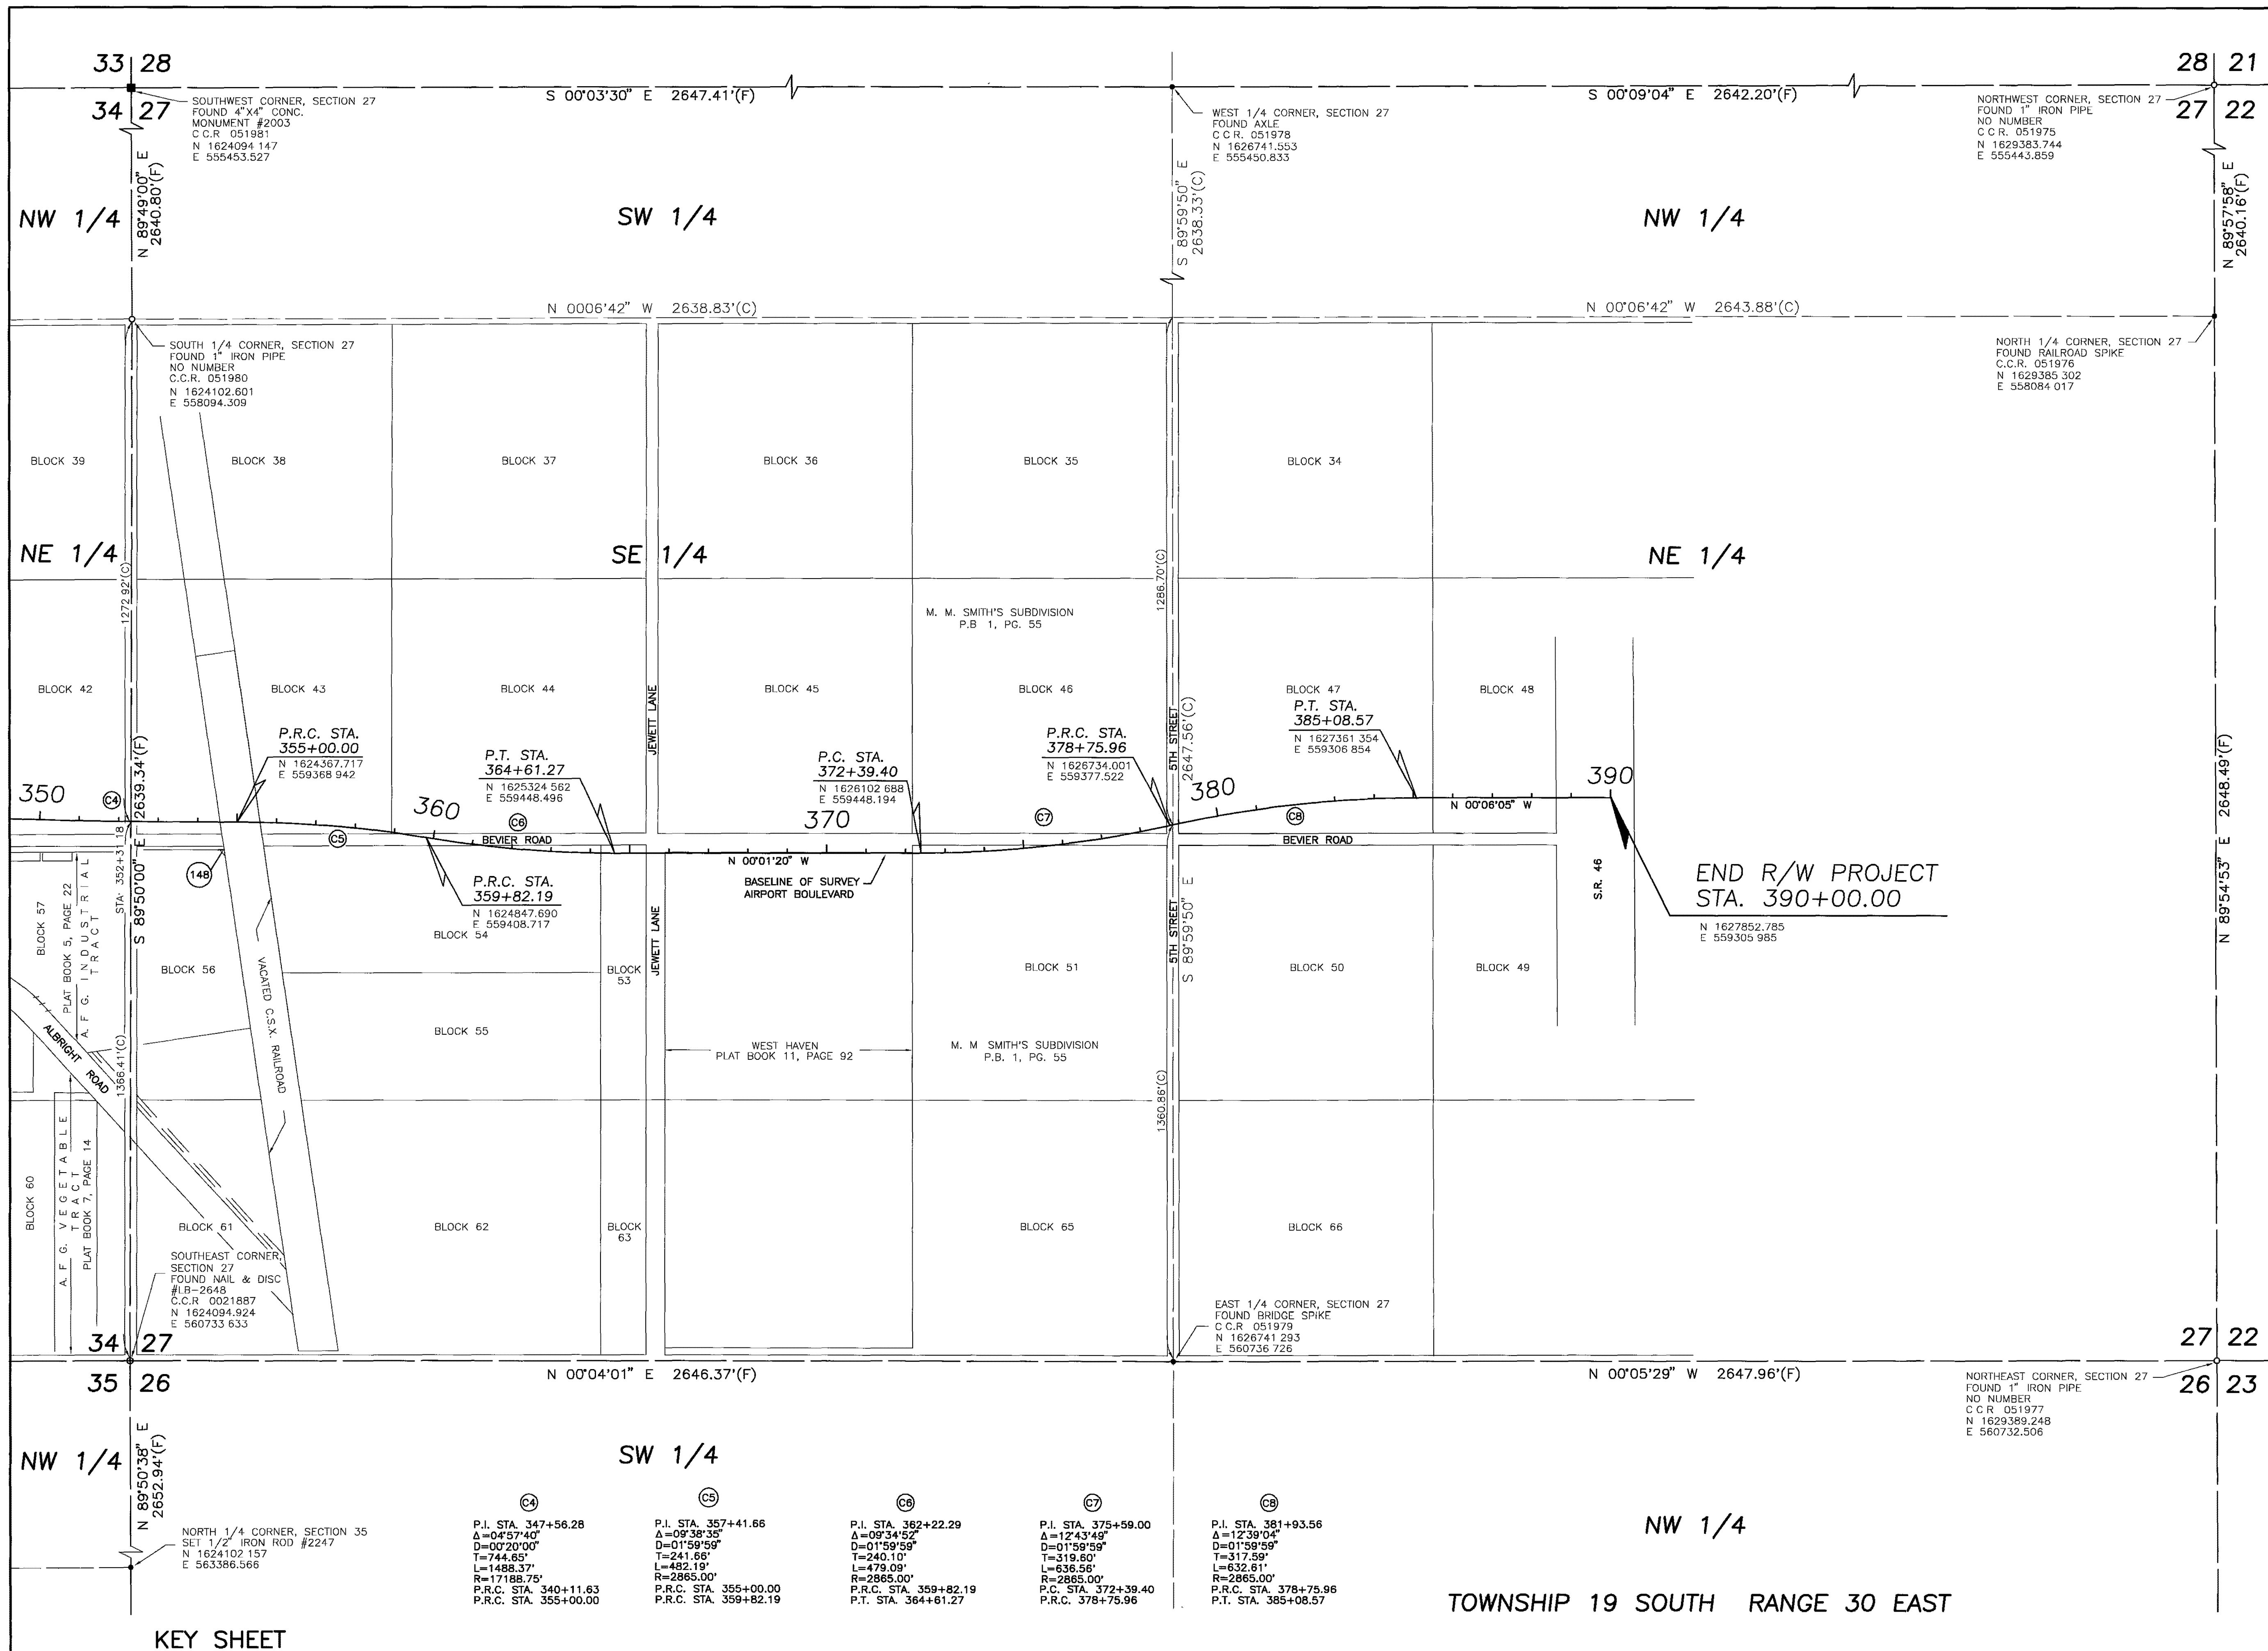 33 28
34 27
SOUTHWEST CORNER, SECTION 27
FOUND 4"X4" CONC.
MONUMENT #2003
C C.R 051981
N 1624094 147
E 555453.527
S 00°03'30" E 2647.41'(F)
WEST 1/4 CORNER, SECTION 27
FOUND AXLE
C C R. 051978
N 1626741.553
E 555450.833
S 00°09'04" E 2642.20'(F)
28 21
27 22
NORTHWEST CORNER, SECTION 27
FOUND 1" IRON PIPE
NO NUMBER
C C R. 051975
N 1629383.744
E 555443.859
N 89°49'00" E
2640.80'(F)
S 89°59'50" E
2638.33'(C)
N 89°57'58" E
2640.16'(F)
NW 1/4
SW 1/4
NW 1/4
N 0006'42" W 2638.83'(C)
N 00°06'42" W 2643.88'(C)
SOUTH 1/4 CORNER, SECTION 27
FOUND 1" IRON PIPE
NO NUMBER
C.C.R. 051980
N 1624102.601
E 558094.309
NORTH 1/4 CORNER, SECTION 27
FOUND RAILROAD SPIKE
C.C.R. 051976
N 1629385 302
E 558084 017
BLOCK 39
BLOCK 38
BLOCK 37
BLOCK 36
BLOCK 35
BLOCK 34
NE 1/4
SE 1/4
NE 1/4
1272.92'(C)
1286.70'(C)
M. M. SMITH'S SUBDIVISION
P.B 1, PG. 55
BLOCK 42
BLOCK 43
BLOCK 44
JEWETT LANE
BLOCK 45
BLOCK 46
5TH STREET
2647.56'(C)
BLOCK 47
BLOCK 48
P.R.C. STA.
355+00.00
N 1624367.717
E 559368 942
P.T. STA.
364+61.27
N 1625324 562
E 559448.496
P.C. STA.
372+39.40
N 1626102 688
E 559448.194
P.R.C. STA.
378+75.96
N 1626734.001
E 559377.522
P.T. STA.
385+08.57
N 1627361 354
E 559306 854
350
C4
S 89°50'00" E 2639.34'(F)
STA. 352+31.18
C5
360
C6
370
C7
380
C8
390
N 00°06'05" W
BEVIER ROAD
BEVIER ROAD
N 00°01'20" W
BASELINE OF SURVEY
AIRPORT BOULEVARD
148
P.R.C. STA.
359+82.19
N 1624847.690
E 559408.717
S.R. 46
END R/W PROJECT
STA. 390+00.00
N 1627852.785
E 559305 985
N 89°54'53" E 2648.49'(F)
BLOCK 57
PLAT BOOK 5, PAGE 22
A. F G. INDUSTRIAL
TRACT
BLOCK 56
VACATED C.S.X. RAILROAD
BLOCK 54
BLOCK
53
JEWETT LANE
BLOCK 51
5TH STREET
S 89°59'50" E
BLOCK 50
BLOCK 49
BLOCK 55
WEST HAVEN
PLAT BOOK 11, PAGE 92
M. M SMITH'S SUBDIVISION
P.B. 1, PG. 55
ALBRIGHT
ROAD
1366.41'(C)
1360.86'(C)
BLOCK 60
A. F G. VEGETABLE
TRACT
PLAT BOOK 7, PAGE 14
BLOCK 61
BLOCK 62
BLOCK
63
BLOCK 65
BLOCK 66
SOUTHEAST CORNER,
SECTION 27
FOUND NAIL & DISC
#LB-2648
C.C.R 0021887
N 1624094.924
E 560733 633
EAST 1/4 CORNER, SECTION 27
FOUND BRIDGE SPIKE
C C.R 051979
N 1626741 293
E 560736 726
34 27
35 26
N 00°04'01" E 2646.37'(F)
N 00°05'29" W 2647.96'(F)
27 22
26 23
NORTHEAST CORNER, SECTION 27
FOUND 1" IRON PIPE
NO NUMBER
C C R 051977
N 1629389.248
E 560732.506
NW 1/4
N 89°50'38" E
2652.94'(F)
SW 1/4
NW 1/4
NORTH 1/4 CORNER, SECTION 35
SET 1/2" IRON ROD #2247
N 1624102 157
E 563386.566
C4
P.I. STA. 347+56.28
Δ=04°57'40"
D=00°20'00"
T=744.65'
L=1488.37'
R=17188.75'
P.R.C. STA. 340+11.63
P.R.C. STA. 355+00.00
C5
P.I. STA. 357+41.66
Δ=09°38'35"
D=01°59'59"
T=241.66'
L=482.19'
R=2865.00'
P.R.C. STA. 355+00.00
P.R.C. STA. 359+82.19
C6
P.I. STA. 362+22.29
Δ=09°34'52"
D=01°59'59"
T=240.10'
L=479.09'
R=2865.00'
P.R.C. STA. 359+82.19
P.T. STA. 364+61.27
C7
P.I. STA. 375+59.00
Δ=12°43'49"
D=01°59'59"
T=319.60'
L=636.56'
R=2865.00'
P.C. STA. 372+39.40
P.R.C. 378+75.96
C8
P.I. STA. 381+93.56
Δ=12°39'04"
D=01°59'59"
T=317.59'
L=632.61'
R=2865.00'
P.R.C. STA. 378+75.96
P.T. STA. 385+08.57
TOWNSHIP 19 SOUTH RANGE 30 EAST
KEY SHEET